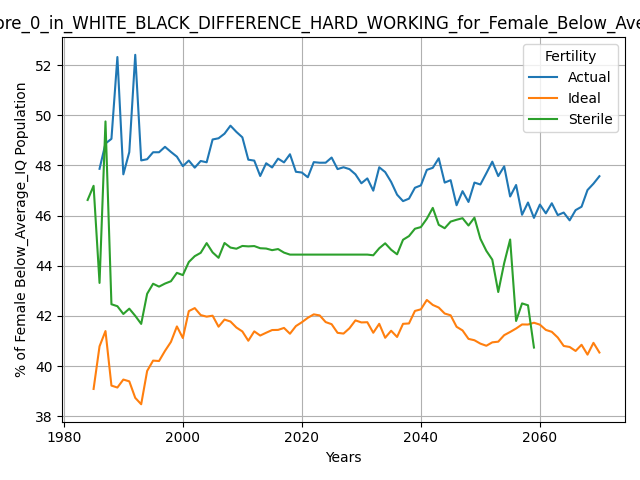 ore_0_in_WHITE_BLACK_DIFFERENCE_HARD_WORKING_for_Female_Below_Ave
Fertility
Actual
Ideal
Sterile
% of Female Below_Average_IQ Population
52
50
48
46
44
42
40
38
1980
2000
2020
2040
2060
Years